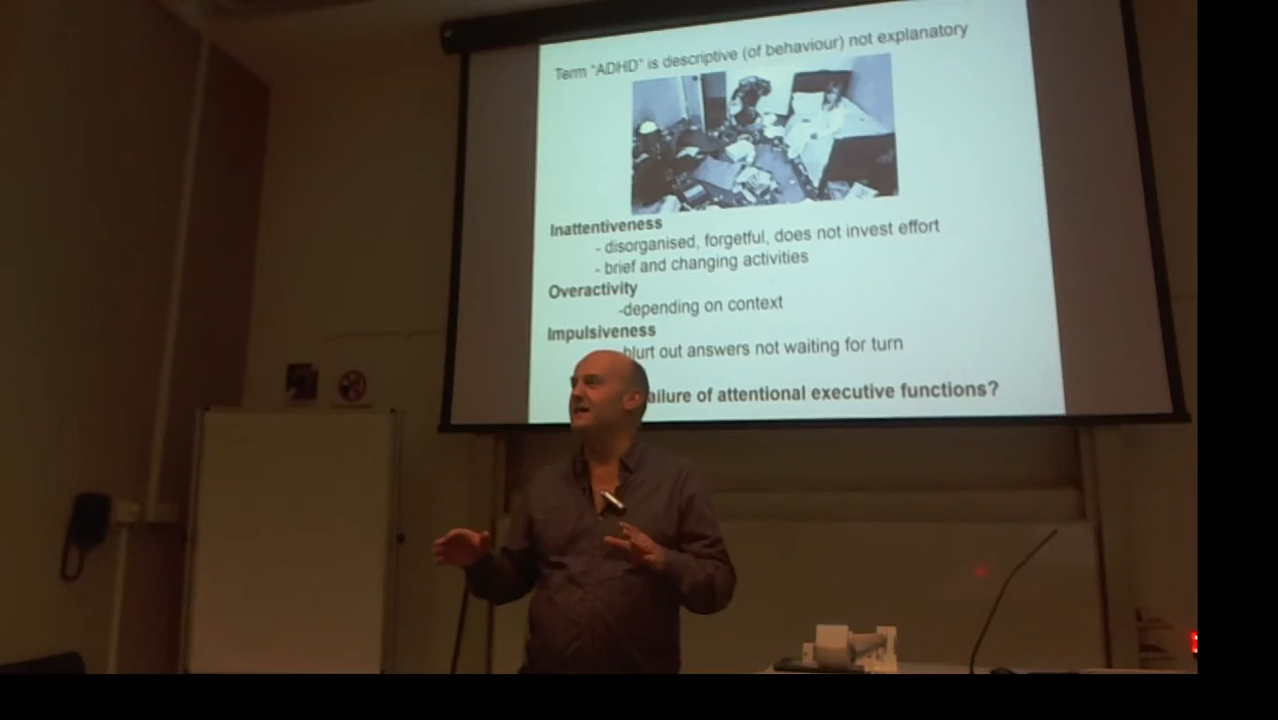 Term "ADHD" is descriptive (of behaviour) not explanatory
Inattentiveness
- disorganised, forgetful, does not invest effort
- brief and changing activities
Overactivity
-depending on context
Impulsiveness
blurt out answers not waiting for turn
ailure of attentional executive functions?